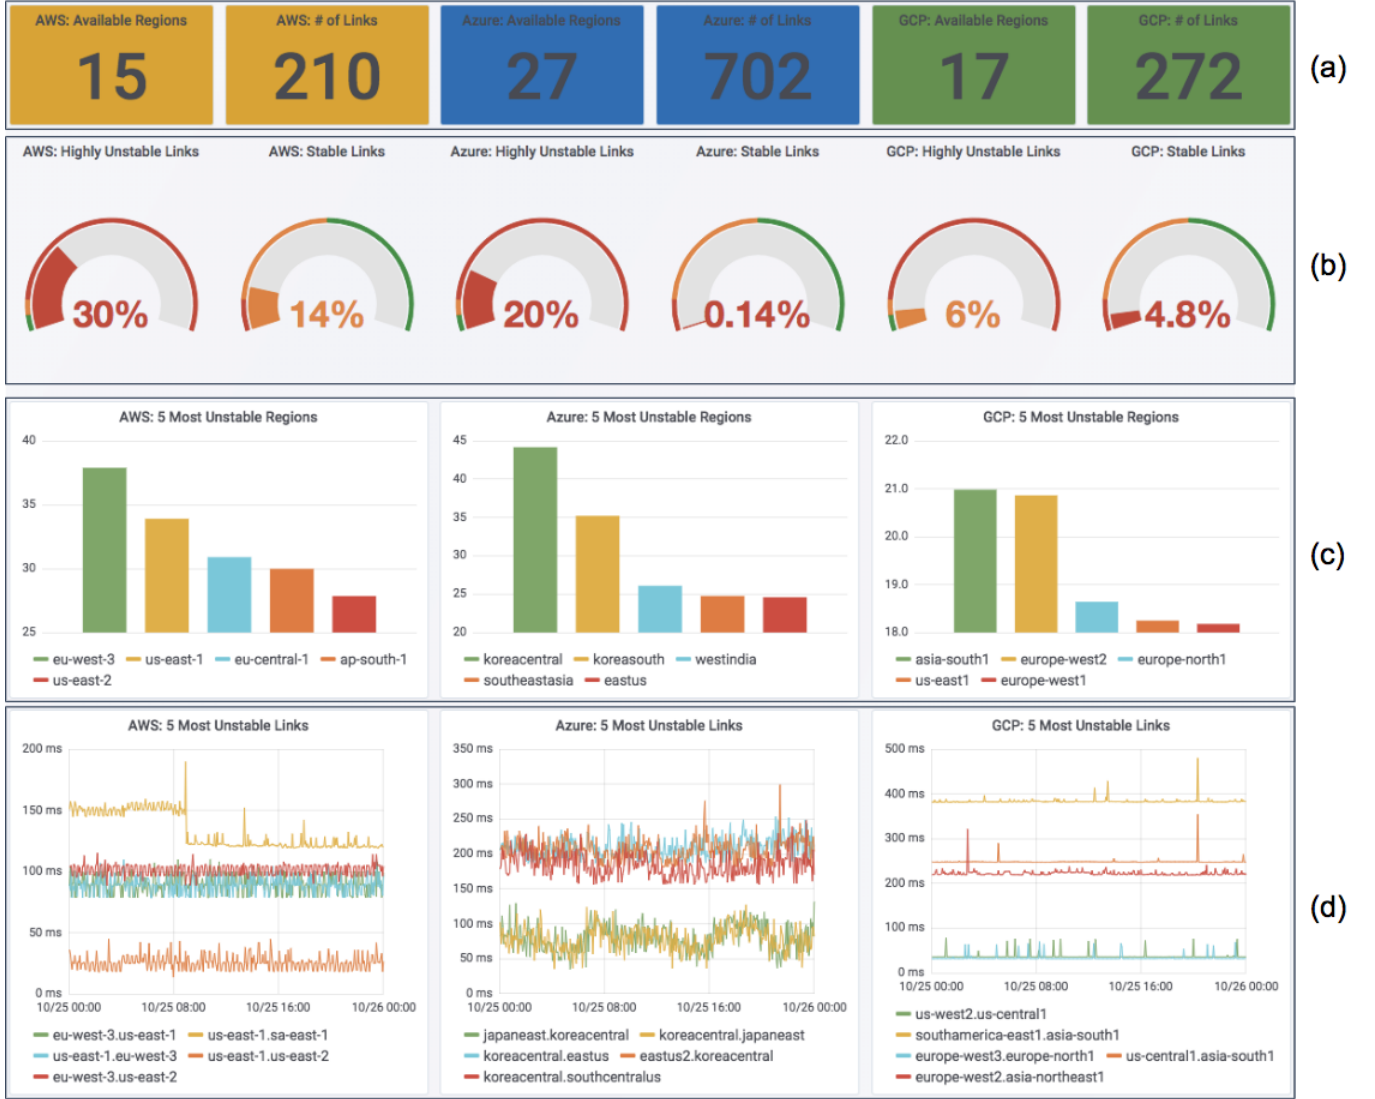 AWS: Available Regions AWS: # of Links Azure: Available Regions Azure: # of Links GCP: Available Regions GCP: # of Links
15 210 27 702 17 272
(a)
AWS: Highly Unstable Links AWS: Stable Links Azure: Highly Unstable Links Azure: Stable Links GCP: Highly Unstable Links GCP: Stable Links
30% 14% 20% 0.14% 6% 4.8%
(b)
AWS: 5 Most Unstable Regions
40
35
30
25
eu-west-3 us-east-1 eu-central-1 ap-south-1
us-east-2
Azure: 5 Most Unstable Regions
45
40
35
30
25
20
koreacentral koreasouth westindia
southeastasia eastus
GCP: 5 Most Unstable Regions
22.0
21.0
20.0
19.0
18.0
asia-south1 europe-west2 europe-north1
us-east1 europe-west1
(c)
AWS: 5 Most Unstable Links
200 ms
150 ms
100 ms
50 ms
0 ms
10/25 00:00 10/25 08:00 10/25 16:00 10/26 00:00
eu-west-3.us-east-1 us-east-1.sa-east-1
us-east-1.eu-west-3 us-east-1.us-east-2
eu-west-3.us-east-2
Azure: 5 Most Unstable Links
350 ms
300 ms
250 ms
200 ms
150 ms
100 ms
50 ms
0 ms
10/25 00:00 10/25 08:00 10/25 16:00 10/26 00:00
japaneast.koreacentral koreacentral.japaneast
koreacentral.eastus eastus2.koreacentral
koreacentral.southcentralus
GCP: 5 Most Unstable Links
500 ms
400 ms
300 ms
200 ms
100 ms
0 ms
10/25 00:00 10/25 08:00 10/25 16:00 10/26 00:00
us-west2.us-central1
southamerica-east1.asia-south1
europe-west3.europe-north1 us-central1.asia-south1
europe-west2.asia-northeast1
(d)